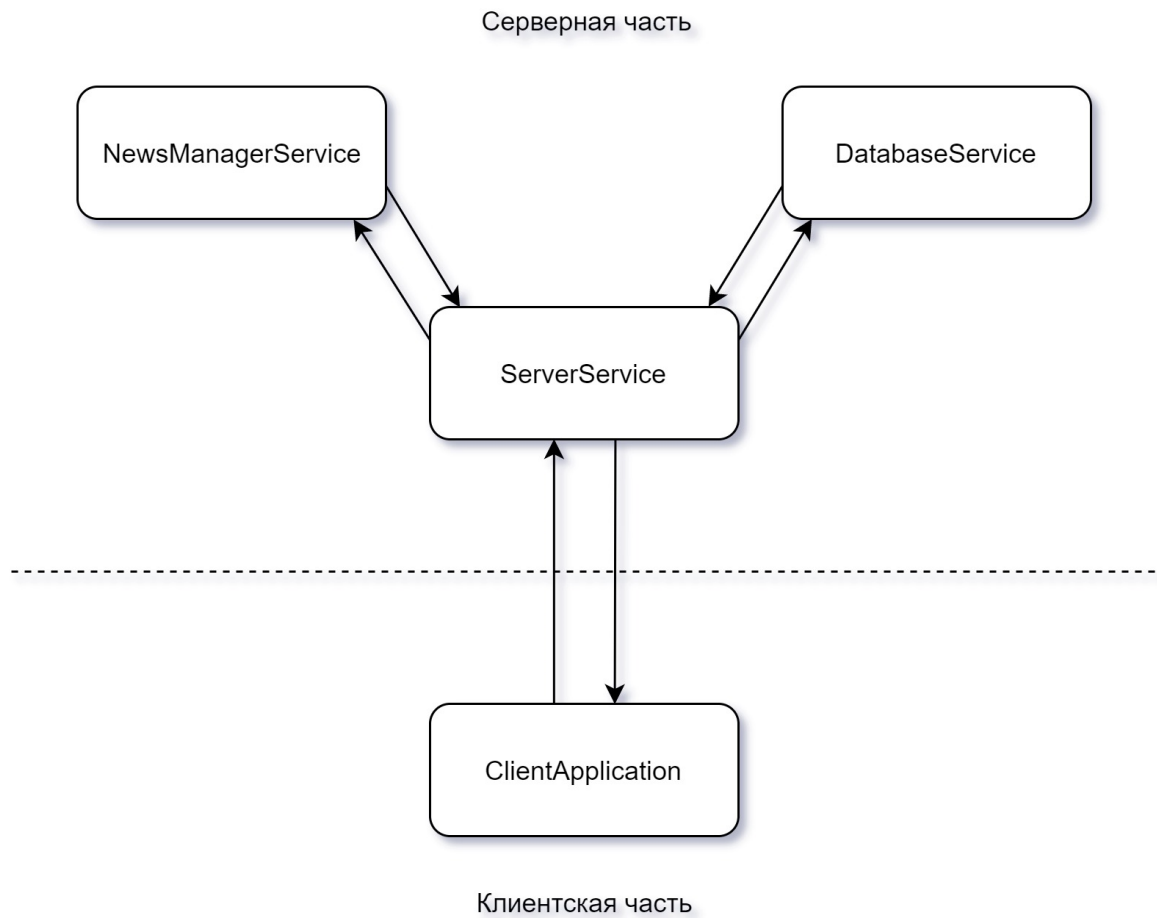 Серверная часть
NewsManagerService
DatabaseService
ServerService
ClientApplication
Клиентская часть